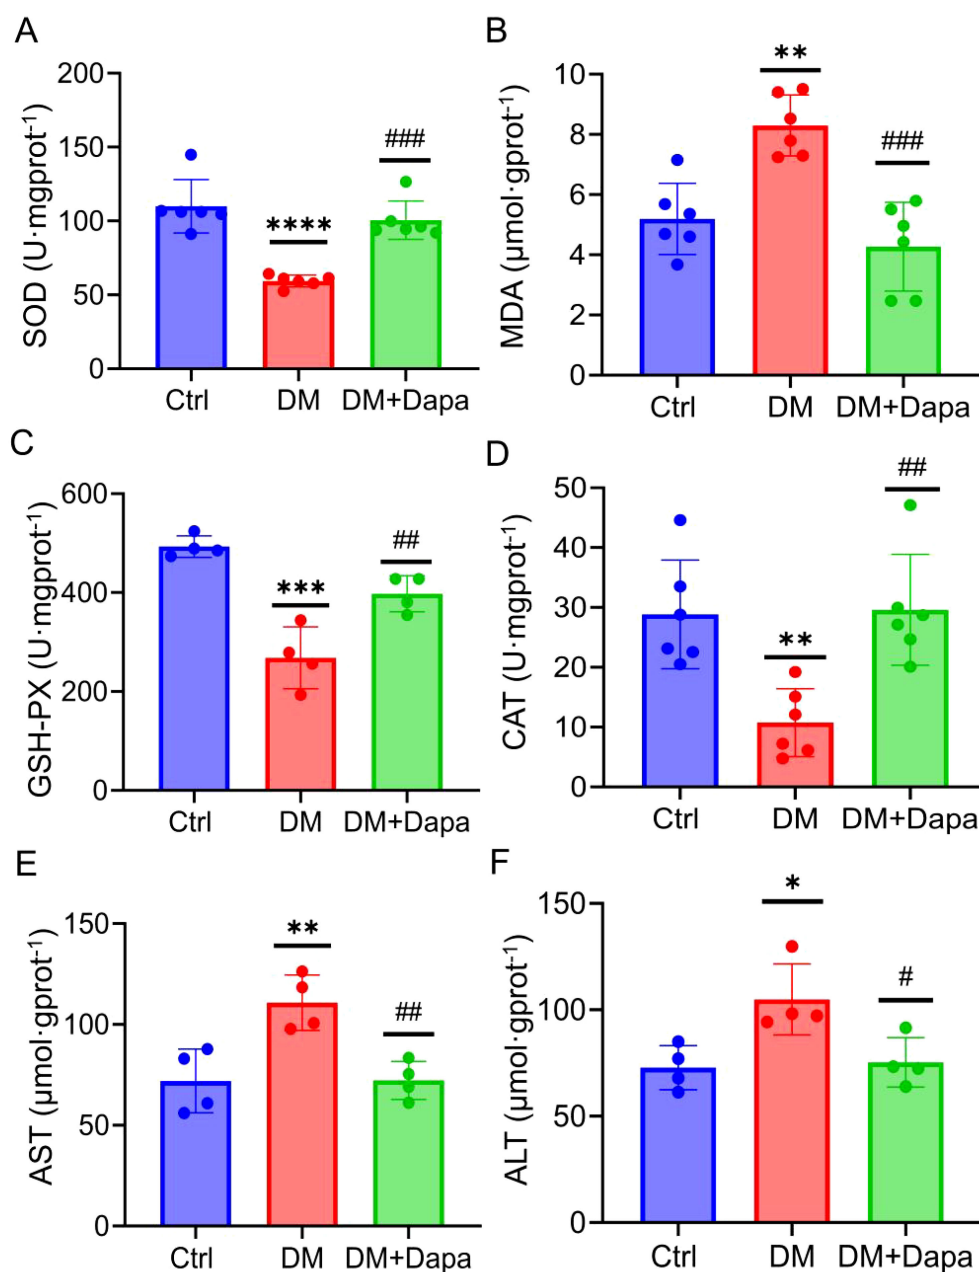 A
SOD (U·mgprot⁻¹)
200
150
100
50
0
****
###
Ctrl
DM
DM+Dapa
B
MDA (μmol·gprot⁻¹)
10
8
6
4
2
0
**
###
Ctrl
DM
DM+Dapa
C
GSH-PX (U·mgprot⁻¹)
600
400
200
0
***
##
Ctrl
DM
DM+Dapa
D
CAT (U·mgprot⁻¹)
50
40
30
20
10
0
**
##
Ctrl
DM
DM+Dapa
E
AST (μmol·gprot⁻¹)
150
100
50
0
**
##
Ctrl
DM
DM+Dapa
F
ALT (μmol·gprot⁻¹)
150
100
50
0
*
#
Ctrl
DM
DM+Dapa